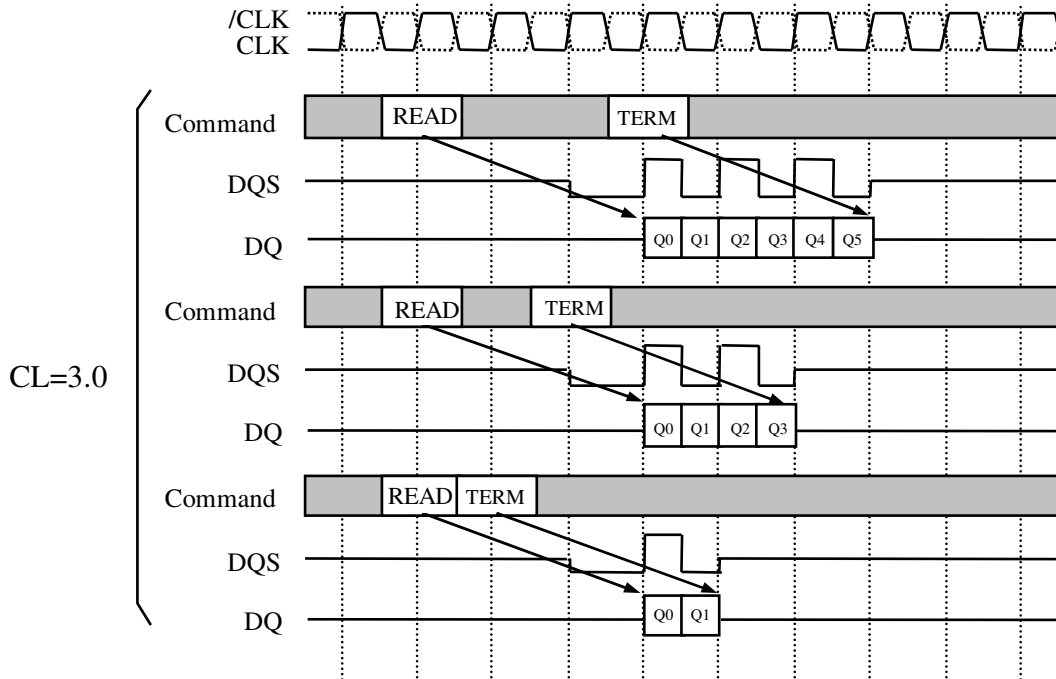 /CLK
CLK
Command READ TERM
DQS
DQ Q0 Q1 Q2 Q3 Q4 Q5
Command READ TERM
CL=3.0
DQS
DQ Q0 Q1 Q2 Q3
Command READ TERM
DQS
DQ Q0 Q1